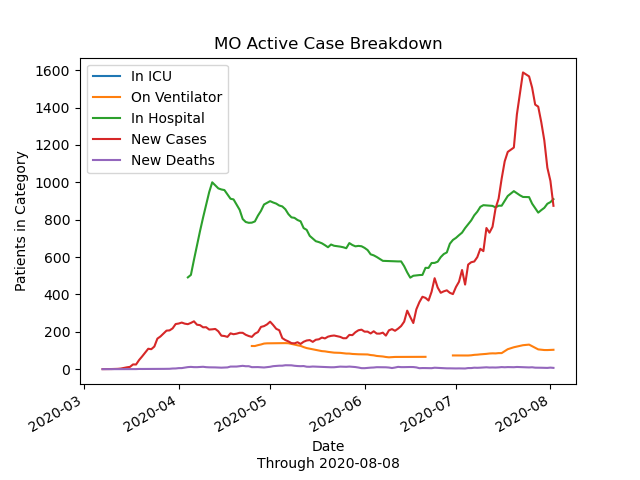 MO Active Case Breakdown
In ICU
On Ventilator
In Hospital
New Cases
New Deaths
Patients in Category
1600
1400
1200
1000
800
600
400
200
0
2020-03
2020-04
2020-05
2020-06
2020-07
2020-08
Date
Through 2020-08-08